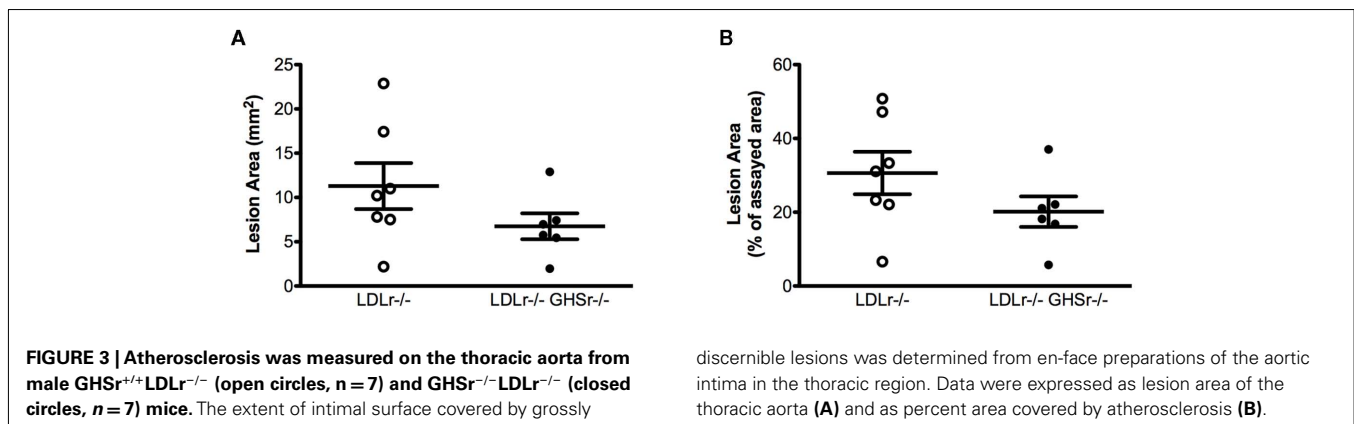 A
Lesion Area (mm²)
25
20
15
10
5
0
LDLr-/-
LDLr-/- GHSr-/-
B
Lesion Area
(% of assayed area)
60
40
20
0
LDLr-/-
LDLr-/- GHSr-/-
FIGURE 3 | Atherosclerosis was measured on the thoracic aorta from
male GHSr⁺/⁺LDLr⁻/⁻ (open circles, n = 7) and GHSr⁻/⁻LDLr⁻/⁻ (closed
circles, n = 7) mice. The extent of intimal surface covered by grossly
discernible lesions was determined from en-face preparations of the aortic
intima in the thoracic region. Data were expressed as lesion area of the
thoracic aorta (A) and as percent area covered by atherosclerosis (B).